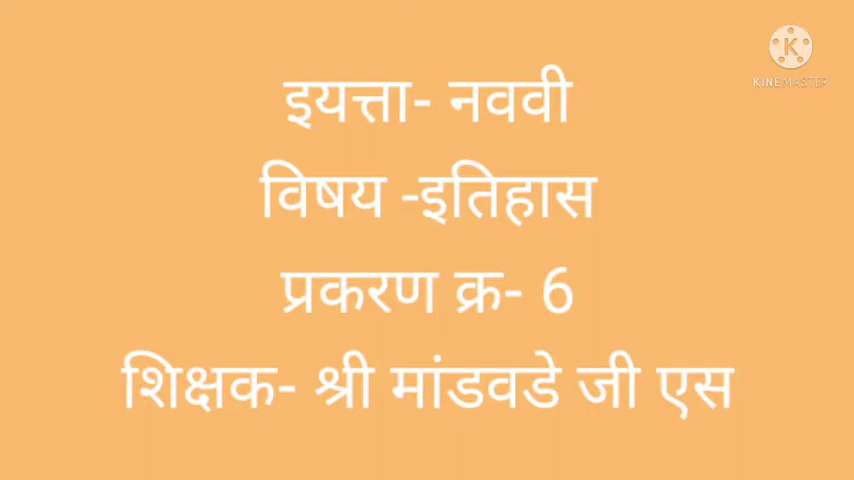 इयत्ता- नववी
विषय -इतिहास
प्रकरण क्र- 6
शिक्षक- श्री मांडवडे जी एस
K
KINEMASTER